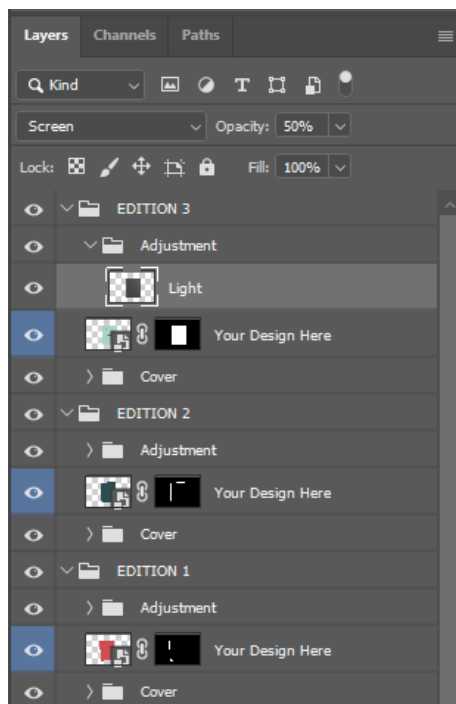 Layers Channels Paths
Kind T
Screen Opacity: 50%
Lock: Fill: 100%
EDITION 3
Adjustment
Light
Your Design Here
Cover
EDITION 2
Adjustment
Your Design Here
Cover
EDITION 1
Adjustment
Your Design Here
Cover